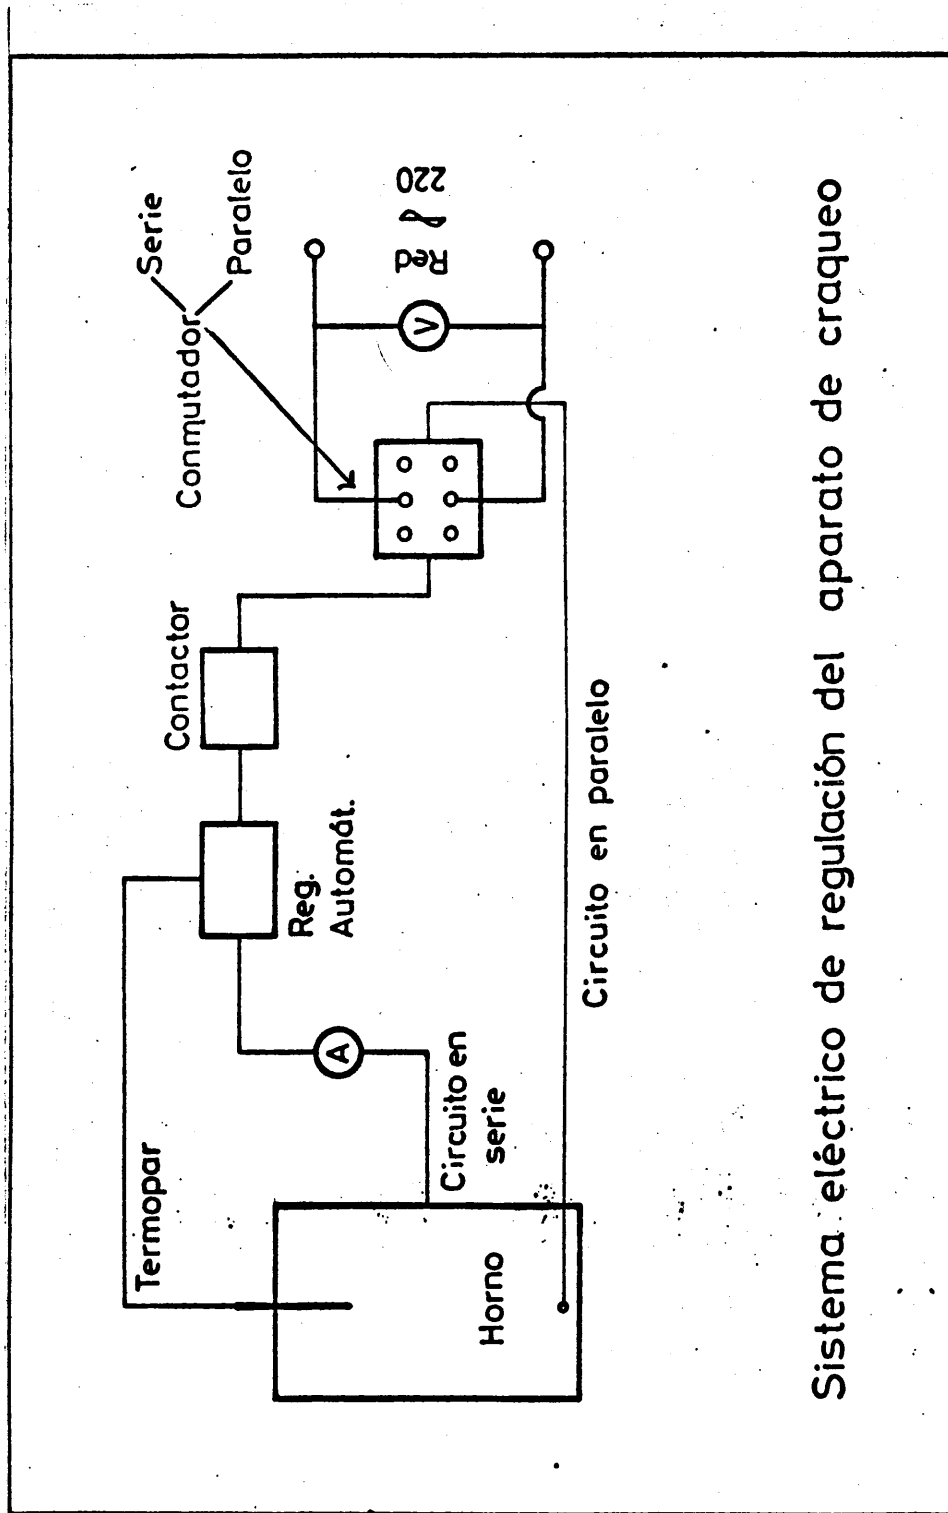 Serie
Conmutador
Paralelo
Red 220
V
Contactor
Reg.
Automát.
A
Termopar
Circuito en
serie
Horno
Circuito en paralelo
Sistema eléctrico de regulación del aparato de craqueo